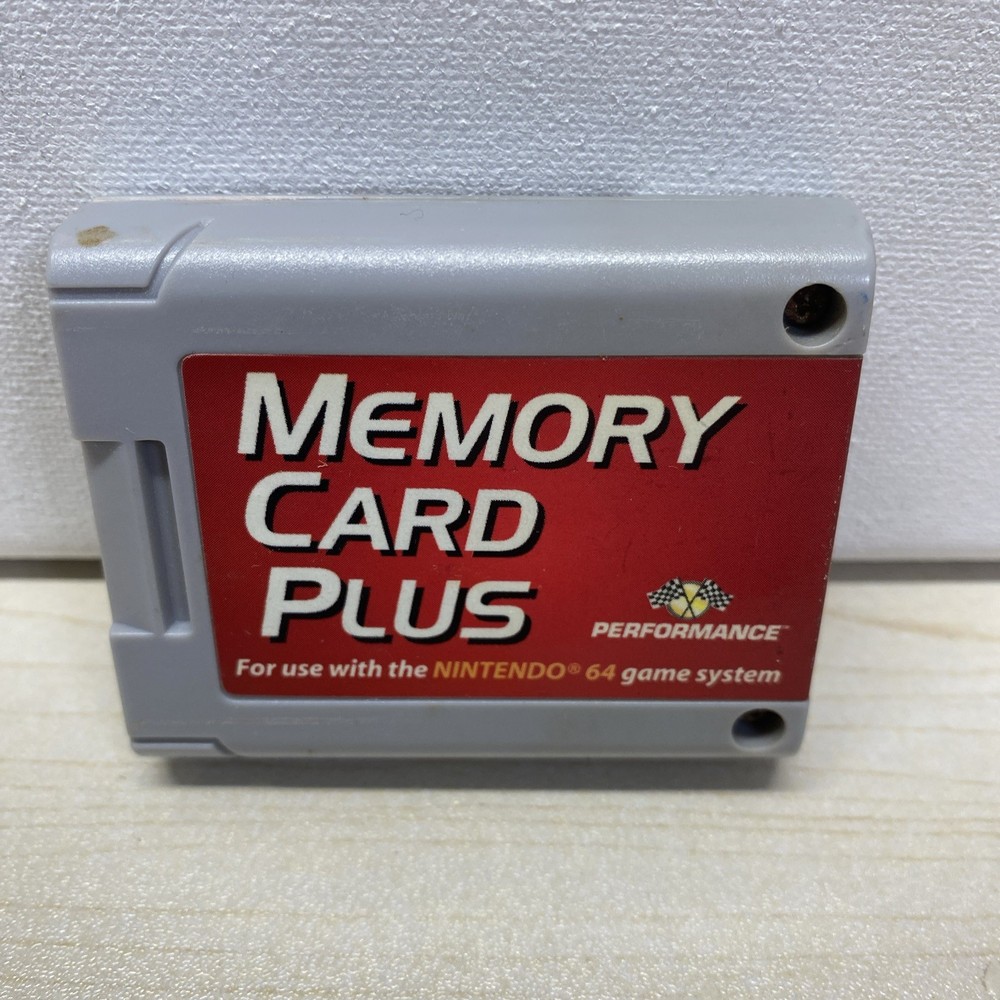 MEMORY
CARD
PLUS
PERFORMANCE™
For use with the NINTENDO® 64 game system